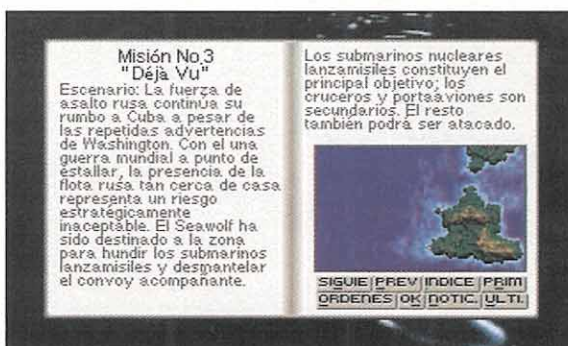 Misión No.3
"Déjà Vu"
Escenario: La fuerza de
asalto rusa continúa su
rumbo a Cuba a pesar de
las repetidas advertencias
de Washington. Con el una
guerra mundial a punto de
estallar, la presencia de la
flota rusa tan cerca de casa
representa un riesgo
estratégicamente
inaceptable. El Seawolf ha
sido destinado a la zona
para hundir los submarinos
lanzamisiles y desmantelar
el convoy acompañante.
Los submarinos nucleares
lanzamisiles constituyen el
principal objetivo; los
cruceros y portaaviones son
secundarios. El resto
también podrá ser atacado.
SIGUIE PREV INDICE PRIM
ORDENES OK NOTIC. ULTI.